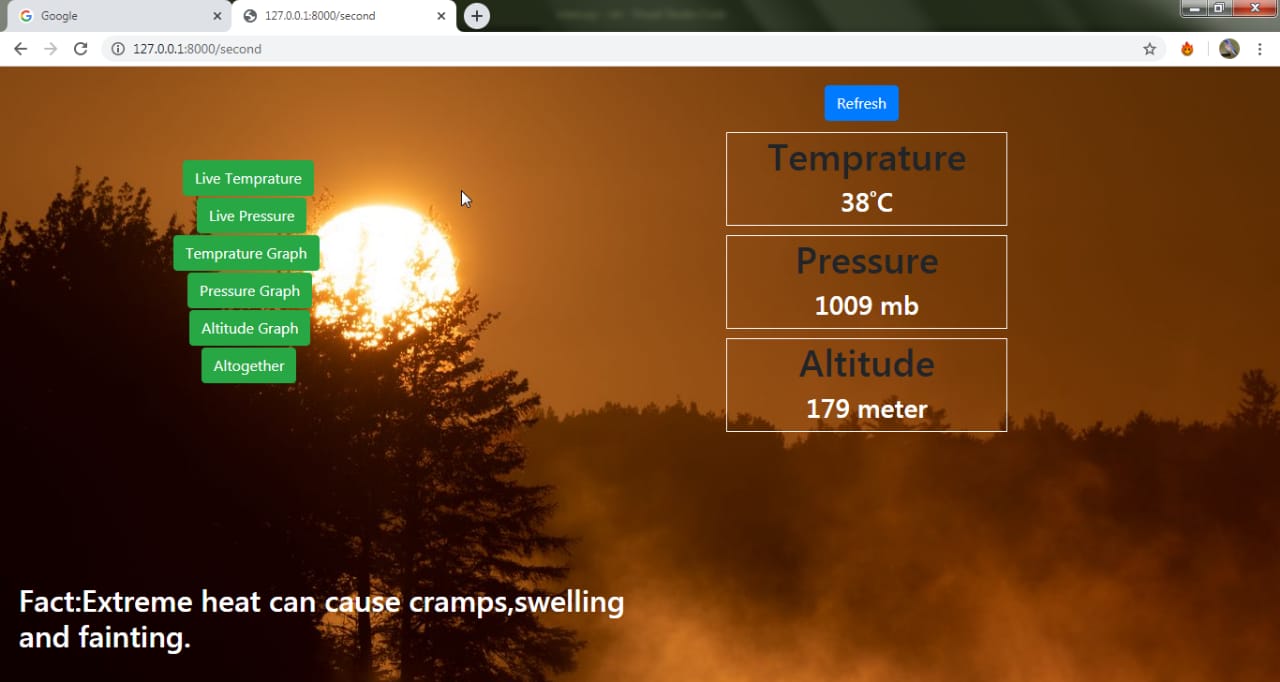 Google
127.0.0.1:8000/second
127.0.0.1:8000/second
Refresh
Live Temprature
Live Pressure
Temprature Graph
Pressure Graph
Altitude Graph
Altogether
Temprature
38°C
Pressure
1009 mb
Altitude
179 meter
Fact:Extreme heat can cause cramps,swelling
and fainting.